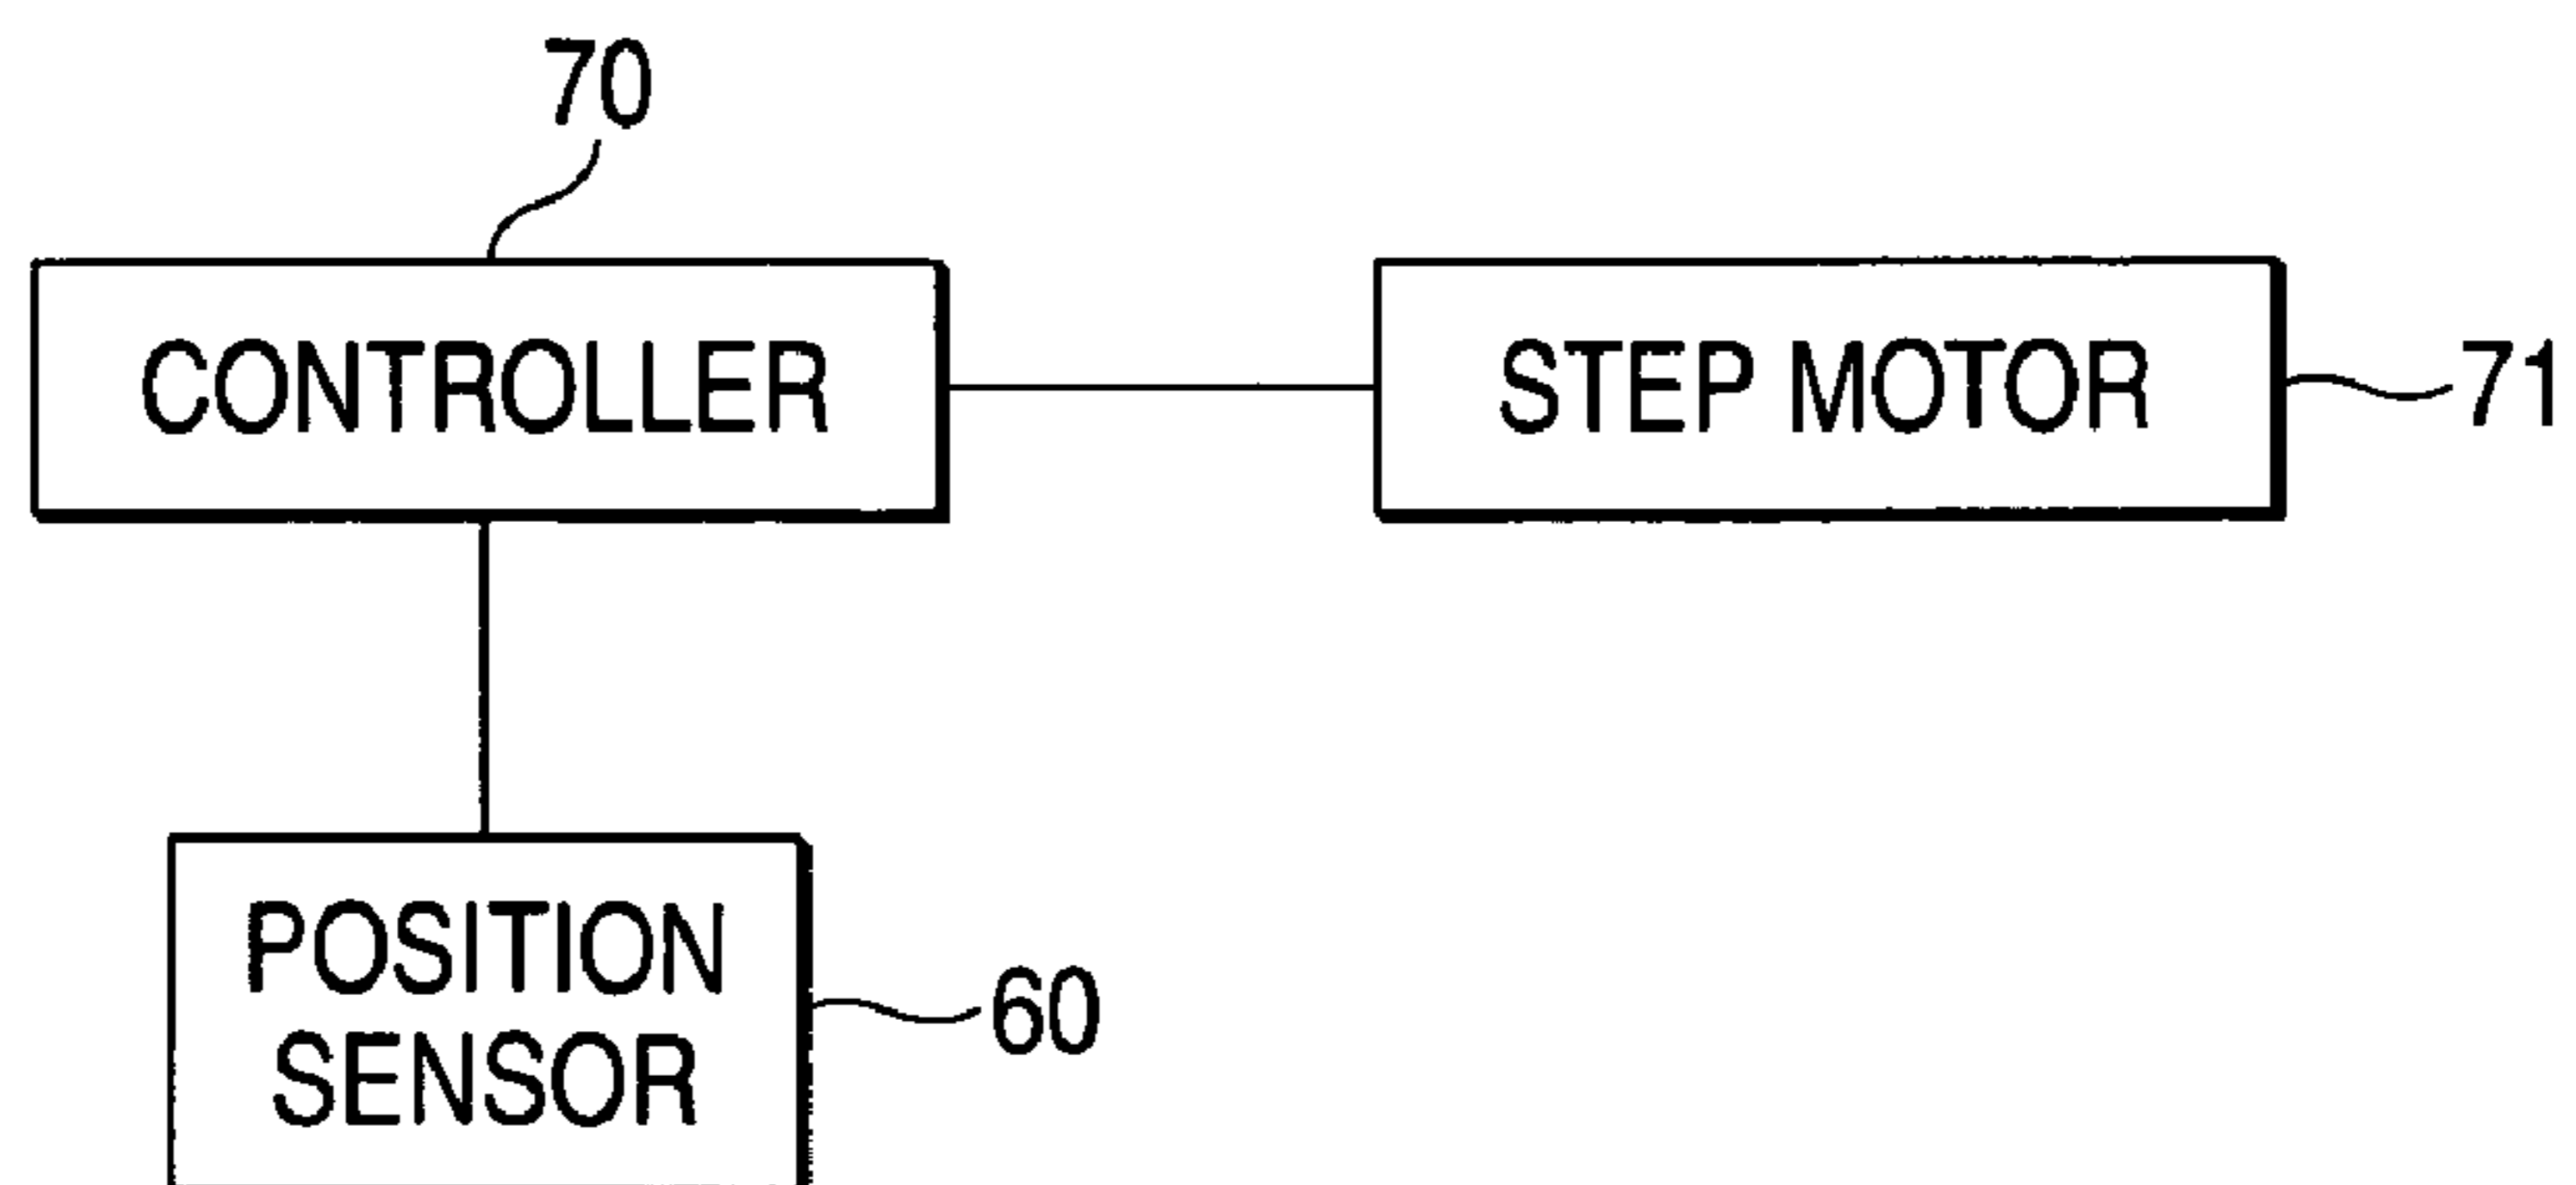 70
CONTROLLER
STEP MOTOR
71
POSITION
SENSOR
60